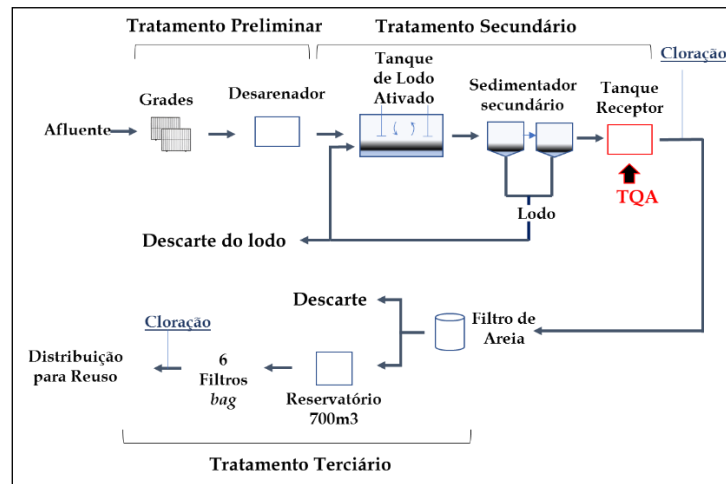 Tratamento Preliminar
Tratamento Secundário
Cloração
Tanque
de Lodo
Ativado
Grades
Desarenador
Sedimentador
secundário
Tanque
Receptor
Afluente
TQA
Lodo
Descarte do lodo
Descarte
Filtro de
Areia
Cloração
Distribuição
para Reuso
6
Filtros
bag
Reservatório
700m3
Tratamento Terciário